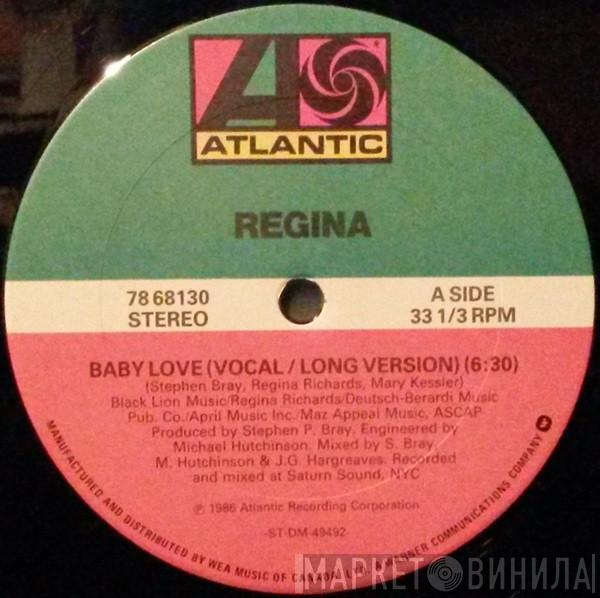 ATLANTIC
REGINA
78 68130
STEREO
A SIDE
33 1/3 RPM
BABY LOVE (VOCAL / LONG VERSION) (6:30)
(Stephen Bray, Regina Richards, Mary Kessler)
Black Lion Music/Regina Richards/Deutsch-Berardi Music
Pub. Co./April Music Inc./Maz Appeal Music, ASCAP
Produced by Stephen P. Bray. Engineered by
Michael Hutchinson. Mixed by S. Bray
M. Hutchinson & J.G. Hargreaves. Recorded
and mixed at Saturn Sound, NYC
℗ 1986 Atlantic Recording Corporation
-ST-DM-49492-
MANUFACTURED AND DISTRIBUTED BY WEA MUSIC OF CANADA, LTD. A WARNER COMMUNICATIONS COMPANY
МАРКЕТ ВИНИЛА